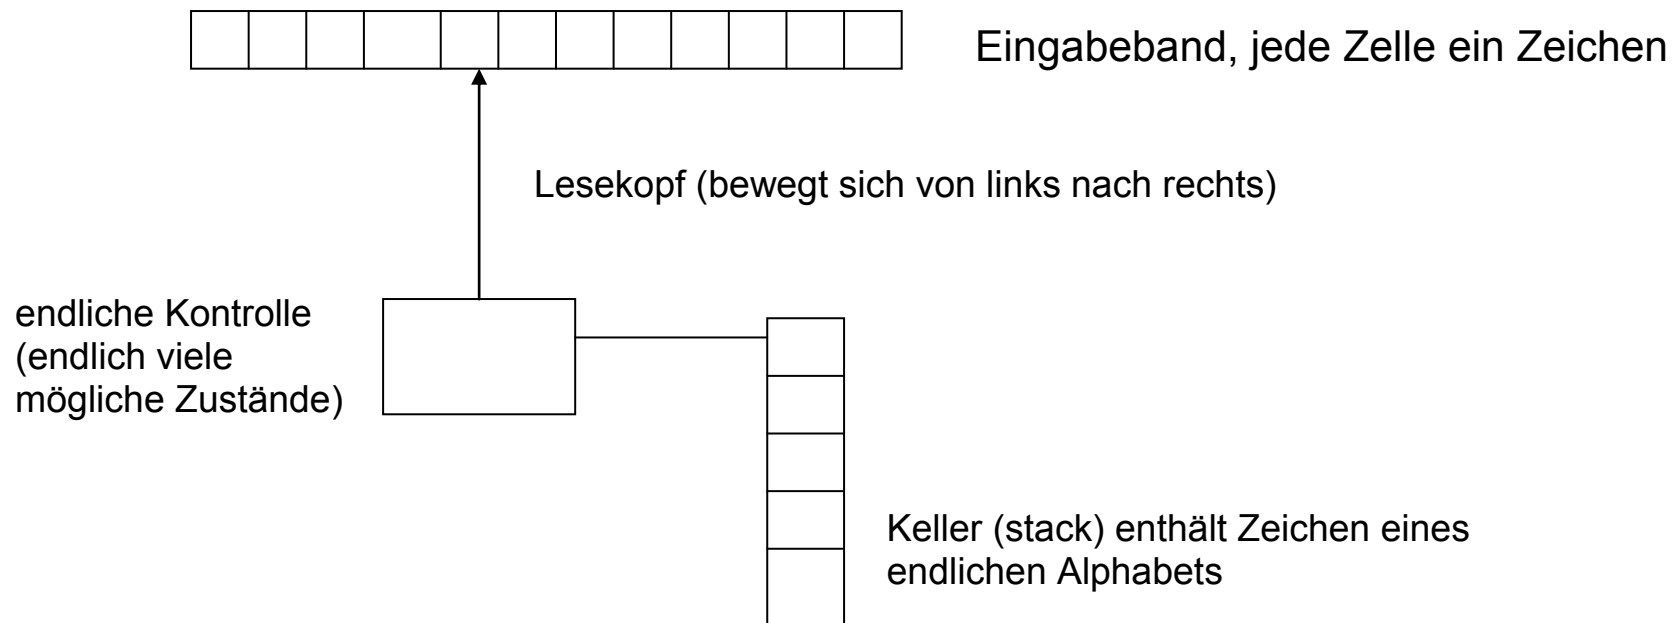 Eingabeband, jede Zelle ein Zeichen
Lesekopf (bewegt sich von links nach rechts)
endliche Kontrolle
(endlich viele
mögliche Zustände)
Keller (stack) enthält Zeichen eines
endlichen Alphabets